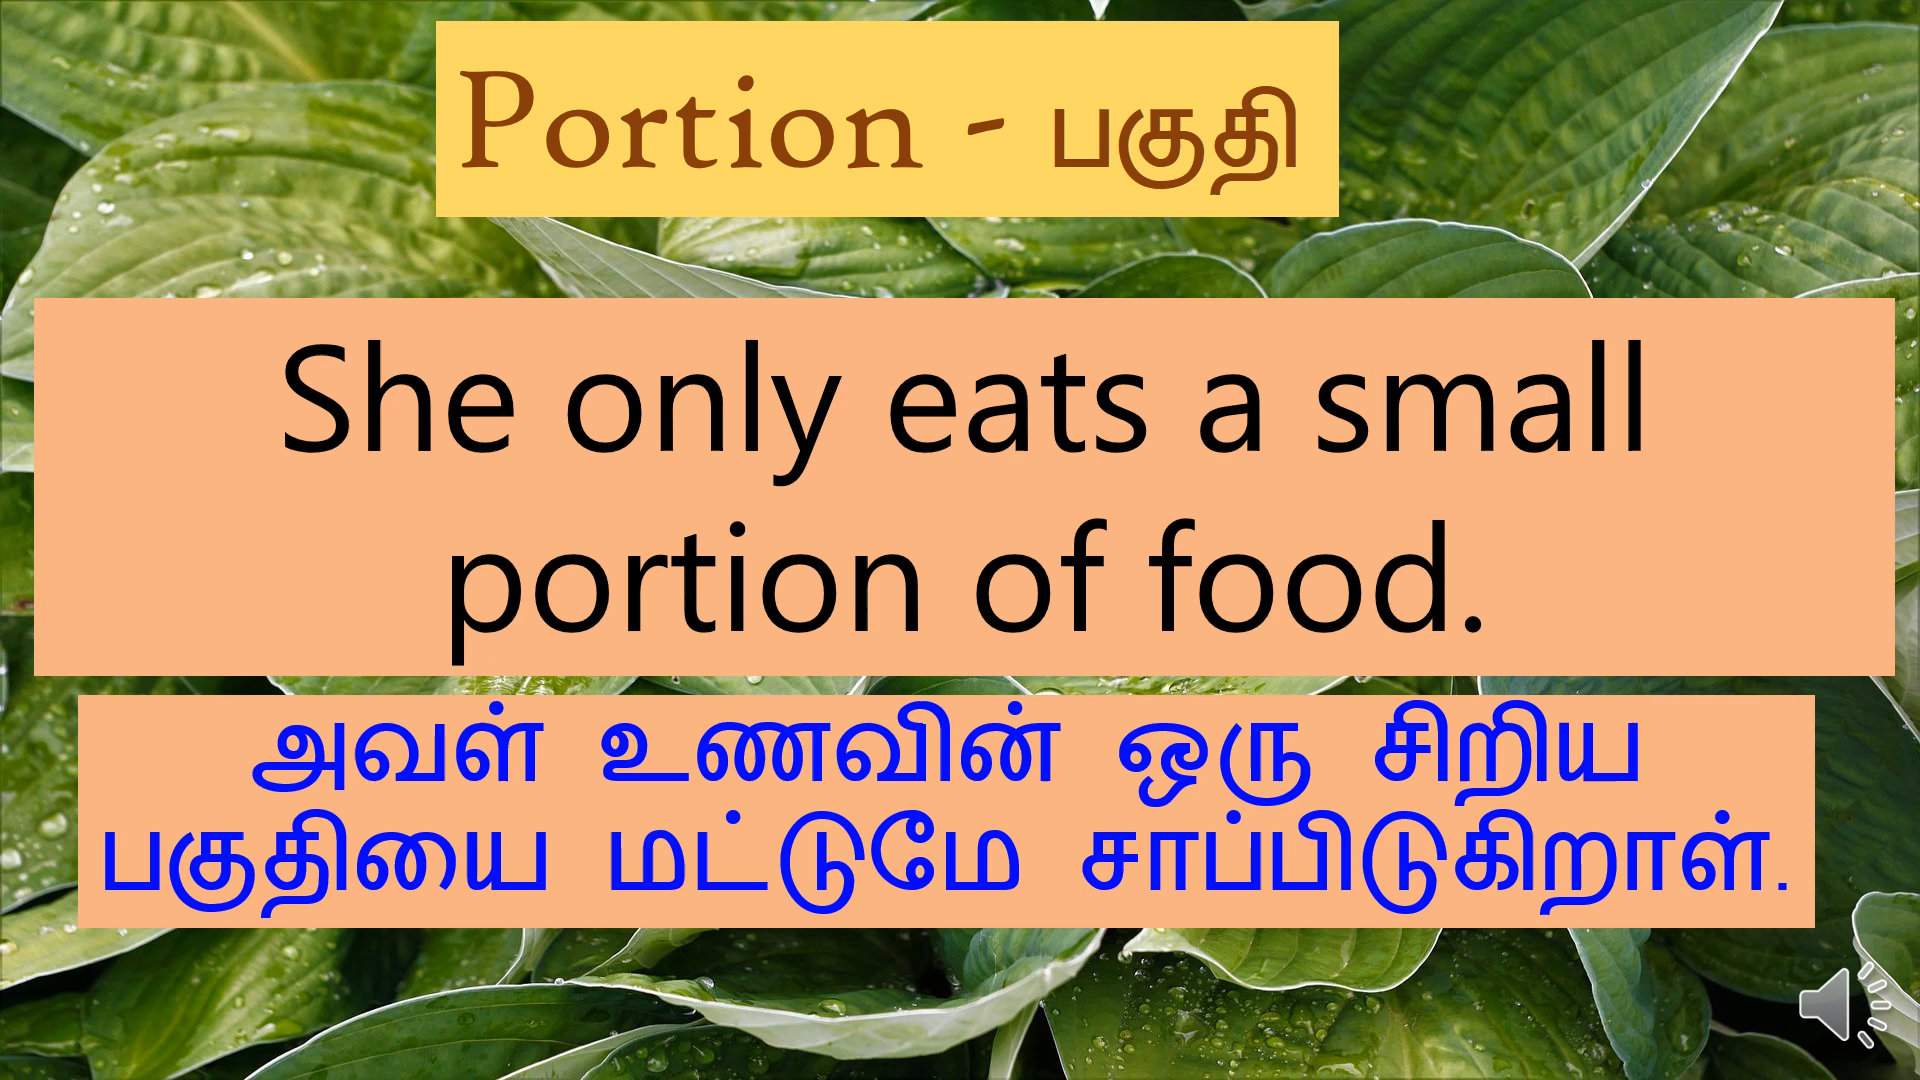 Portion - பகுதி
She only eats a small
portion of food.
அவள் உணவின் ஒரு சிறிய
பகுதியை மட்டுமே சாப்பிடுகிறாள்.